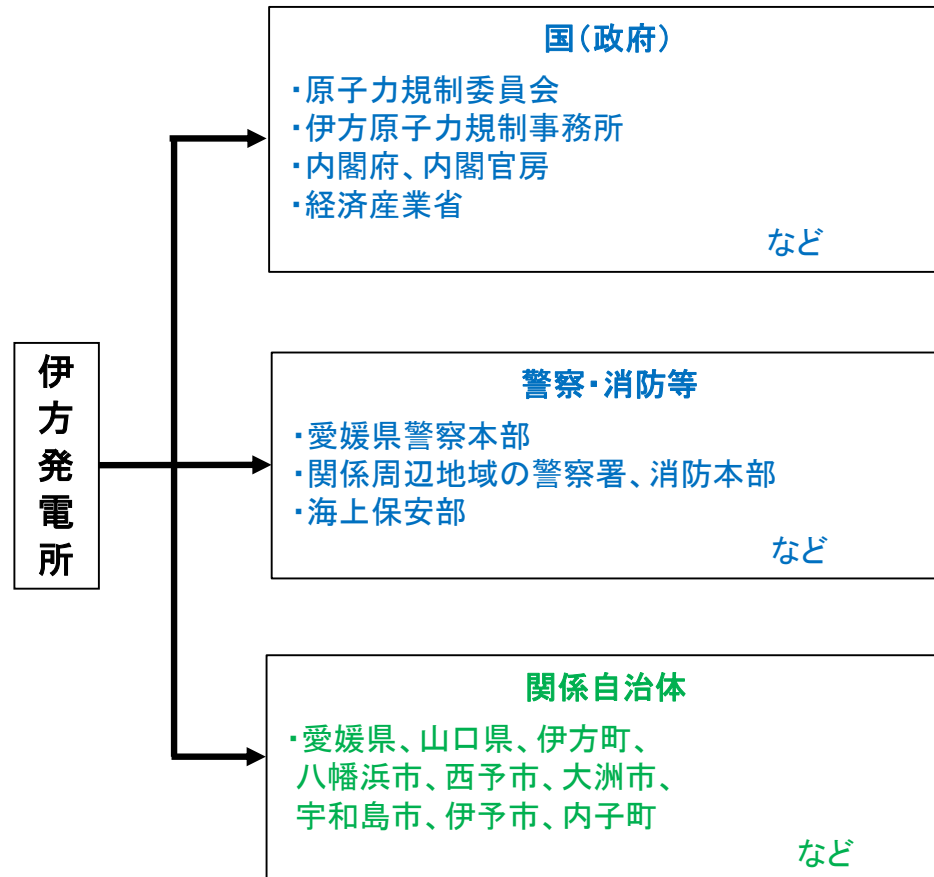 国(政府)
・原子力規制委員会
・伊方原子力規制事務所
・内閣府、内閣官房
・経済産業省
など
伊方発電所
警察・消防等
・愛媛県警察本部
・関係周辺地域の警察署、消防本部
・海上保安部
など
関係自治体
・愛媛県、山口県、伊方町、
八幡浜市、西予市、大洲市、
宇和島市、伊予市、内子町
など